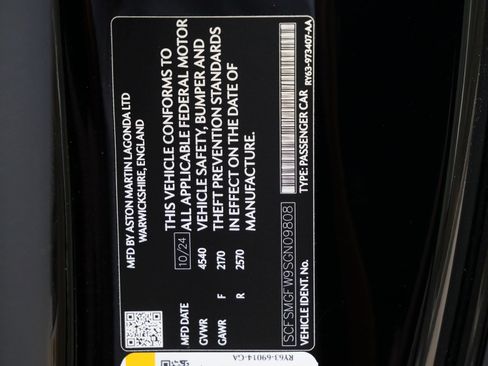 MFD BY ASTON MARTIN LAGONDA LTD
WARWICKSHIRE, ENGLAND
THIS VEHICLE CONFORMS TO
ALL APPLICABLE FEDERAL MOTOR
VEHICLE SAFETY, BUMPER AND
THEFT PREVENTION STANDARDS
IN EFFECT ON THE DATE OF
MANUFACTURE.
MFD DATE 10/24
GVWR 4540
GAWR F 2170
R 2570
SCFSMGFW9SGN09808
VEHICLE IDENT. No.
TYPE: PASSENGER CAR
RY63-973407-AA
RY63-69014-GA